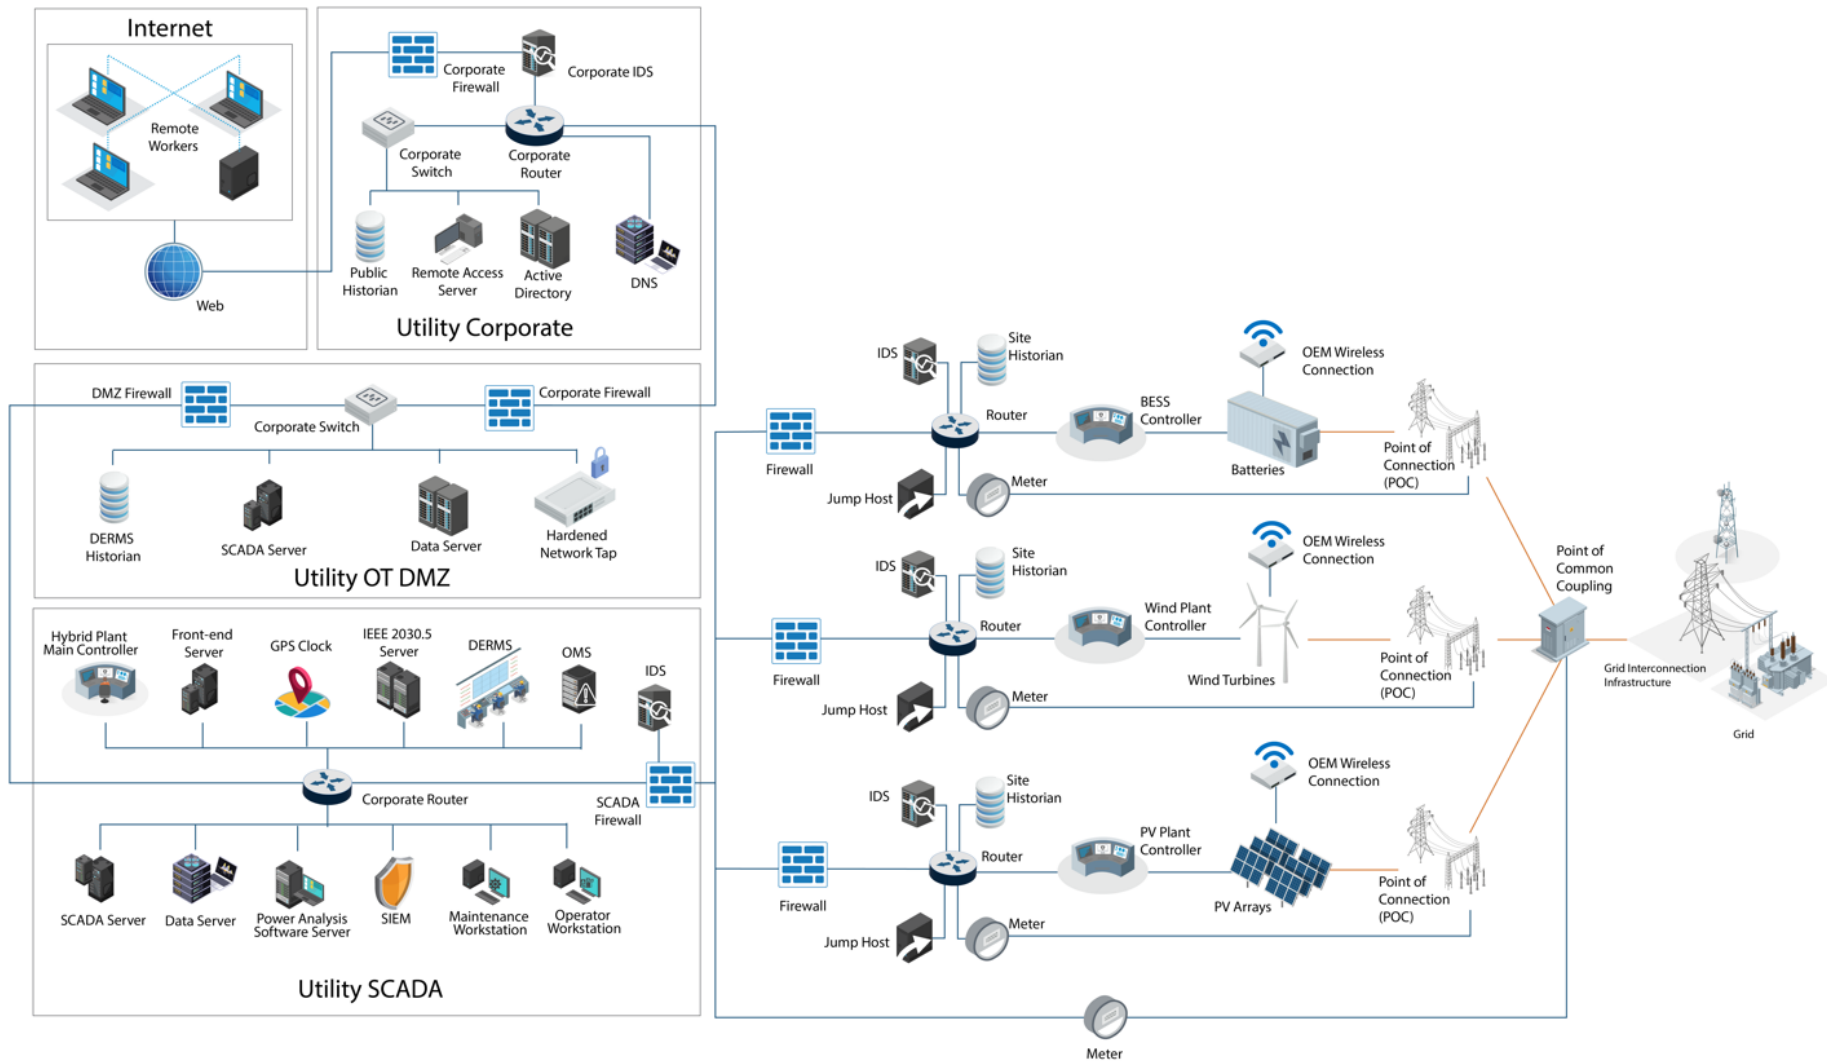 Internet
Remote
Workers
Web
Corporate
Firewall
Corporate IDS
Corporate
Switch
Corporate
Router
Public
Historian
Remote Access
Server
Active
Directory
DNS
Utility Corporate
DMZ Firewall
Corporate Switch
Corporate Firewall
DERMS
Historian
SCADA Server
Data Server
Hardened
Network Tap
Utility OT DMZ
Hybrid Plant
Main Controller
Front-end
Server
GPS Clock
IEEE 2030.5
Server
DERMS
OMS
IDS
Corporate Router
SCADA
Firewall
SCADA Server
Data Server
Power Analysis
Software Server
SIEM
Maintenance
Workstation
Operator
Workstation
Utility SCADA
Firewall
IDS
Site
Historian
Router
Jump Host
Meter
BESS
Controller
OEM Wireless
Connection
Batteries
Point of
Connection
(POC)
Firewall
IDS
Site
Historian
Router
Jump Host
Meter
Wind Plant
Controller
OEM Wireless
Connection
Wind Turbines
Point of
Connection
(POC)
Firewall
IDS
Site
Historian
Router
Jump Host
Meter
PV Plant
Controller
OEM Wireless
Connection
PV Arrays
Point of
Connection
(POC)
Point of
Common
Coupling
Grid Interconnection
Infrastructure
Grid
Meter